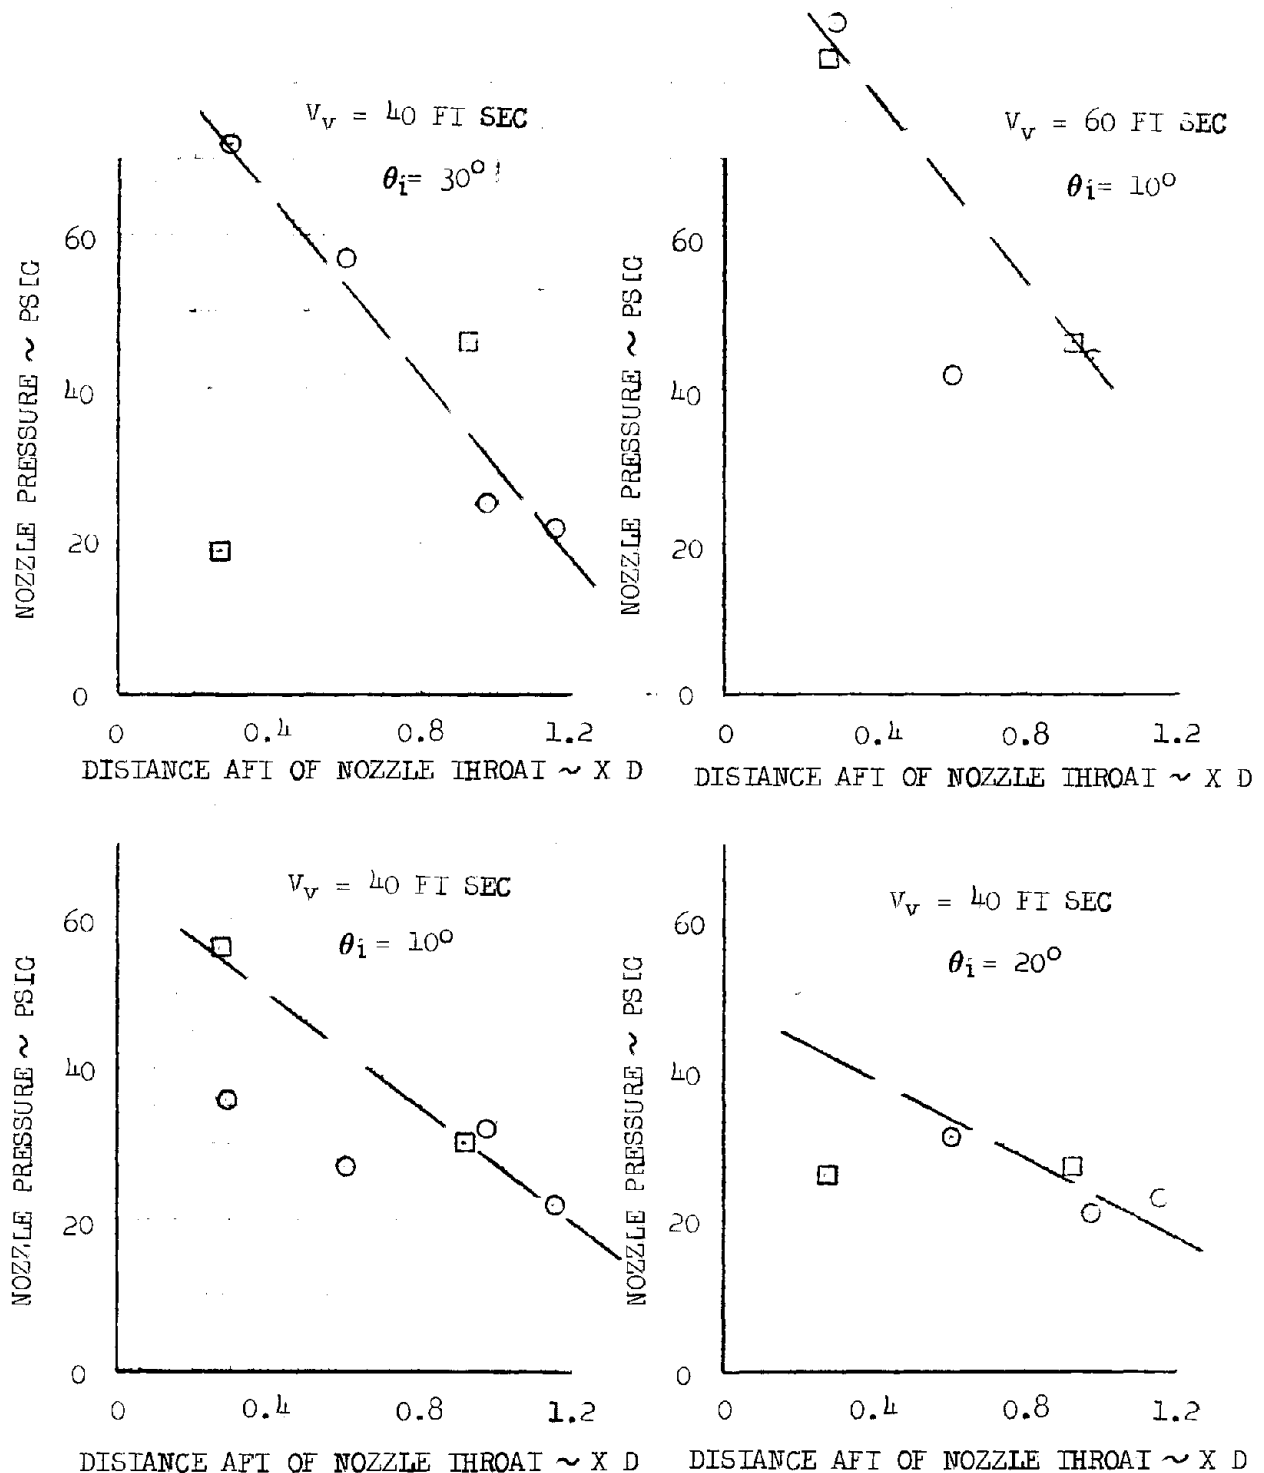 V_v = 40 FT SEC
θ_i = 30°
60
40
20
0
0 0.4 0.8 1.2
NOZZLE PRESSURE ~ PSIG
DISTANCE AFT OF NOZZLE THROAT ~ X D
V_v = 60 FT SEC
θ_i = 10°
60
40
20
0
0 0.4 0.8 1.2
NOZZLE PRESSURE ~ PSIG
DISTANCE AFT OF NOZZLE THROAT ~ X D
V_v = 40 FT SEC
θ_i = 10°
60
40
20
0
0 0.4 0.8 1.2
NOZZLE PRESSURE ~ PSIG
DISTANCE AFT OF NOZZLE THROAT ~ X D
V_v = 40 FT SEC
θ_i = 20°
60
40
20
0
0 0.4 0.8 1.2
NOZZLE PRESSURE ~ PSIG
DISTANCE AFT OF NOZZLE THROAT ~ X D